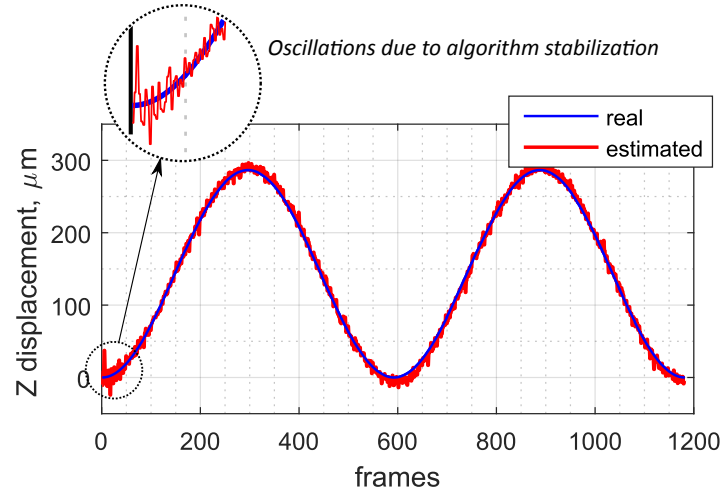 Oscillations due to algorithm stabilization
real
estimated
Z displacement, μm
300
200
100
0
0 200 400 600 800 1000 1200
frames